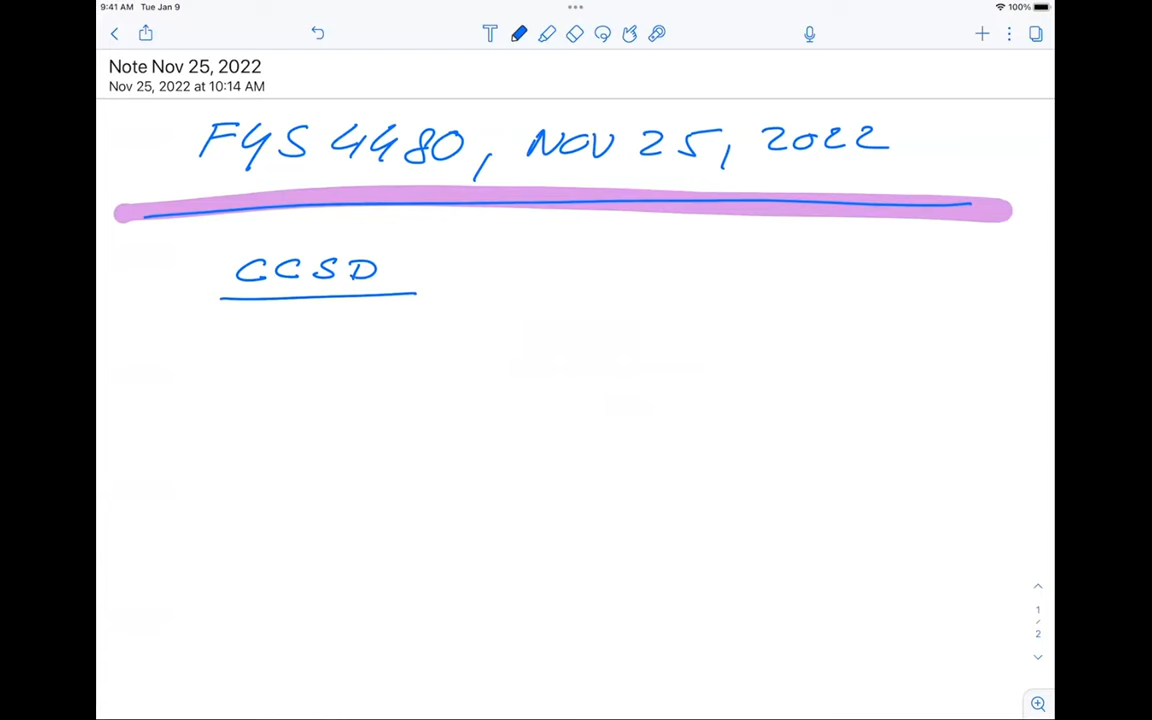 9:41 AM Tue Jan 9
100%
T
Note Nov 25, 2022
Nov 25, 2022 at 10:14 AM
FYS 4480, NOV 25, 2022
CCSD
1
/
2